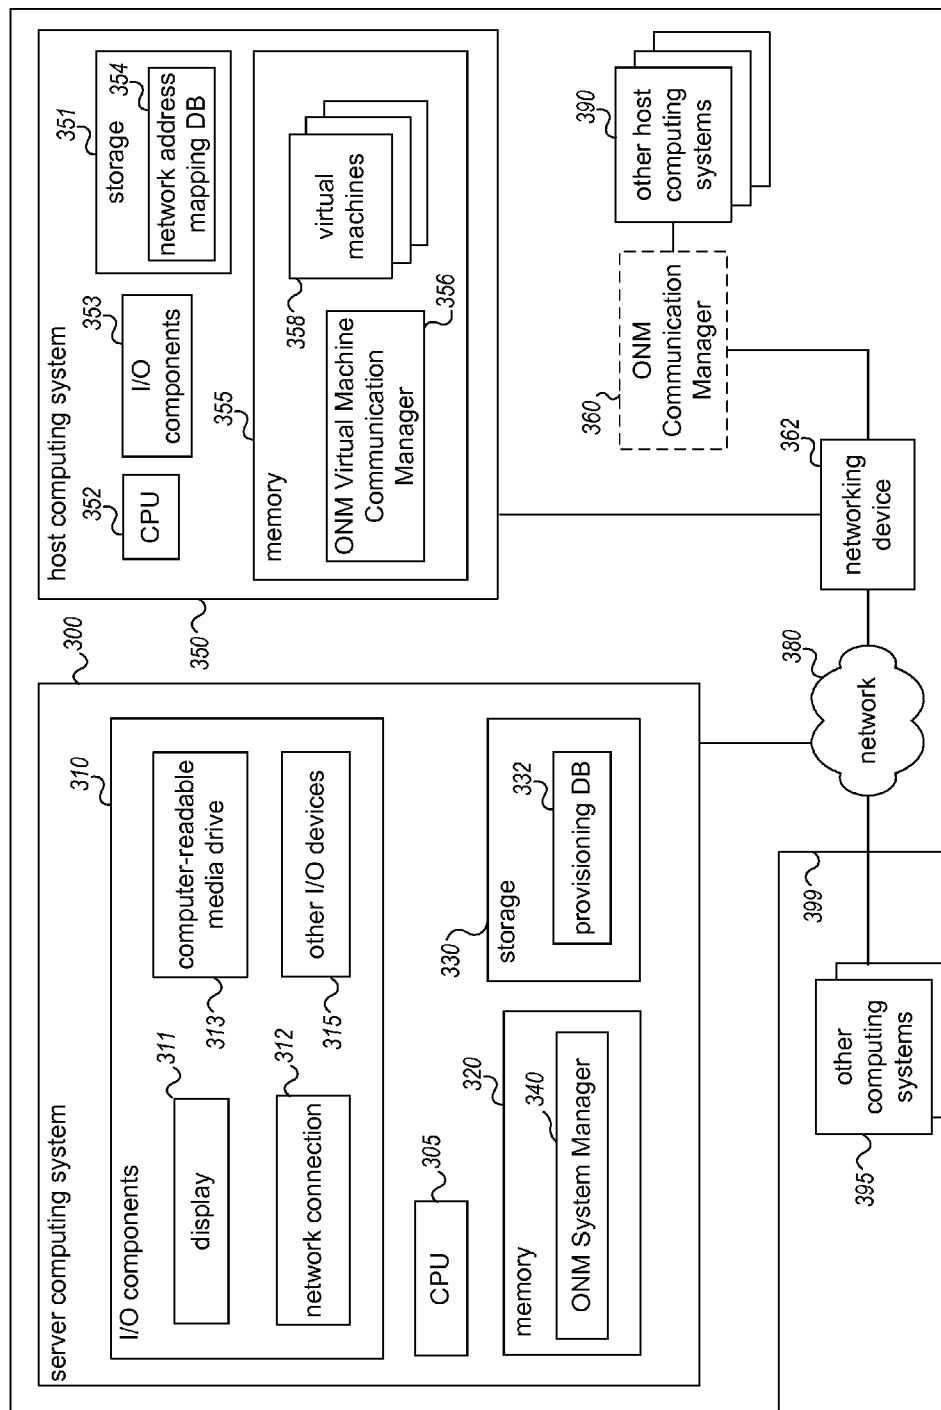 server computing system
300
I/O components
310
display
311
computer-readable
media drive
313
network connection
312
other I/O devices
315
CPU
305
memory
320
ONM System Manager
340
storage
330
provisioning DB
332
host computing system
350
CPU
352
I/O
components
353
storage
351
network address
mapping DB
354
memory
355
ONM Virtual Machine
Communication
Manager
356
virtual
machines
358
other
computing
systems
395
399
network
380
networking
device
362
ONM
Communication
Manager
360
other host
computing
systems
390